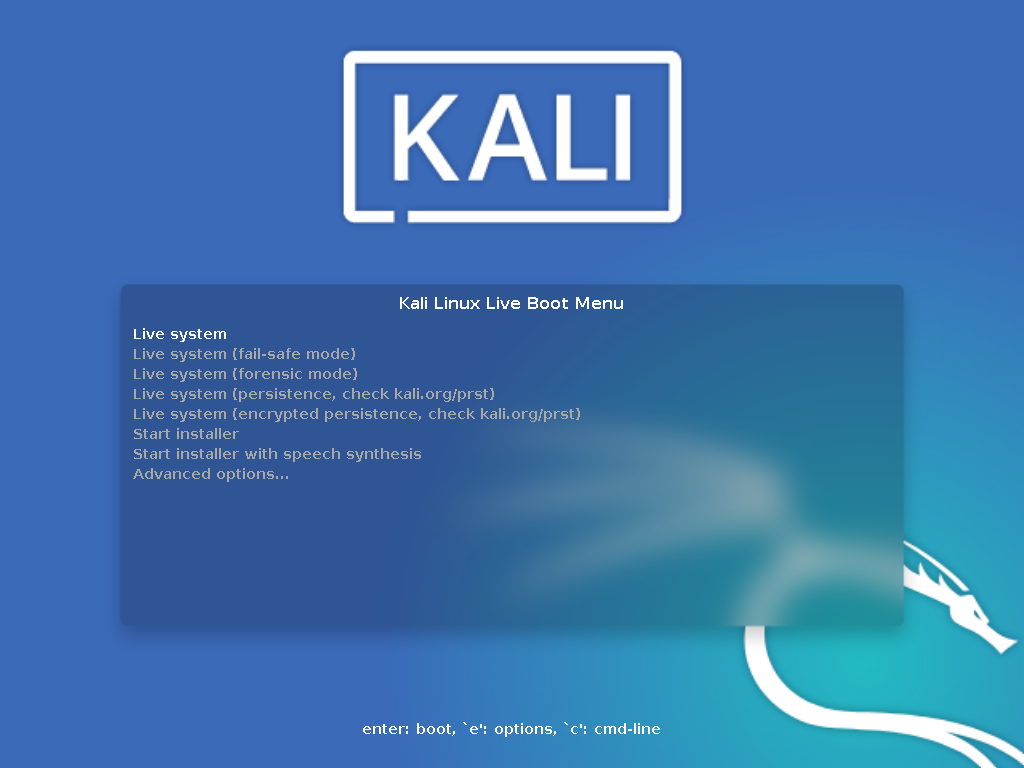 KALI
Kali Linux Live Boot Menu
Live system
Live system (fail-safe mode)
Live system (forensic mode)
Live system (persistence, check kali.org/prst)
Live system (encrypted persistence, check kali.org/prst)
Start installer
Start installer with speech synthesis
Advanced options...
enter: boot, `e': options, `c': cmd-line